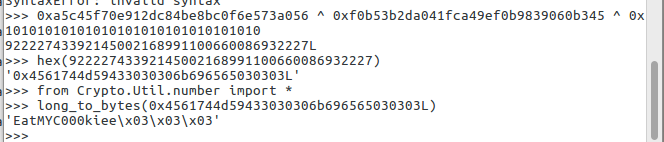 SyntaxError: invalid syntax
>>> 0xa5c45f70e912dc84be8bc0f6e573a056 ^ 0xf0b53b2da041fca49ef0b9839060b345 ^ 0x
10101010101010101010101010101010
92222743392145002168991100660086932227L
>>> hex(92222743392145002168991100660086932227)
'0x4561744d59433030306b696565030303L'
>>> from Crypto.Util.number import *
>>> long_to_bytes(0x4561744d59433030306b696565030303L)
'EatMYC000kiee\x03\x03\x03'
>>>